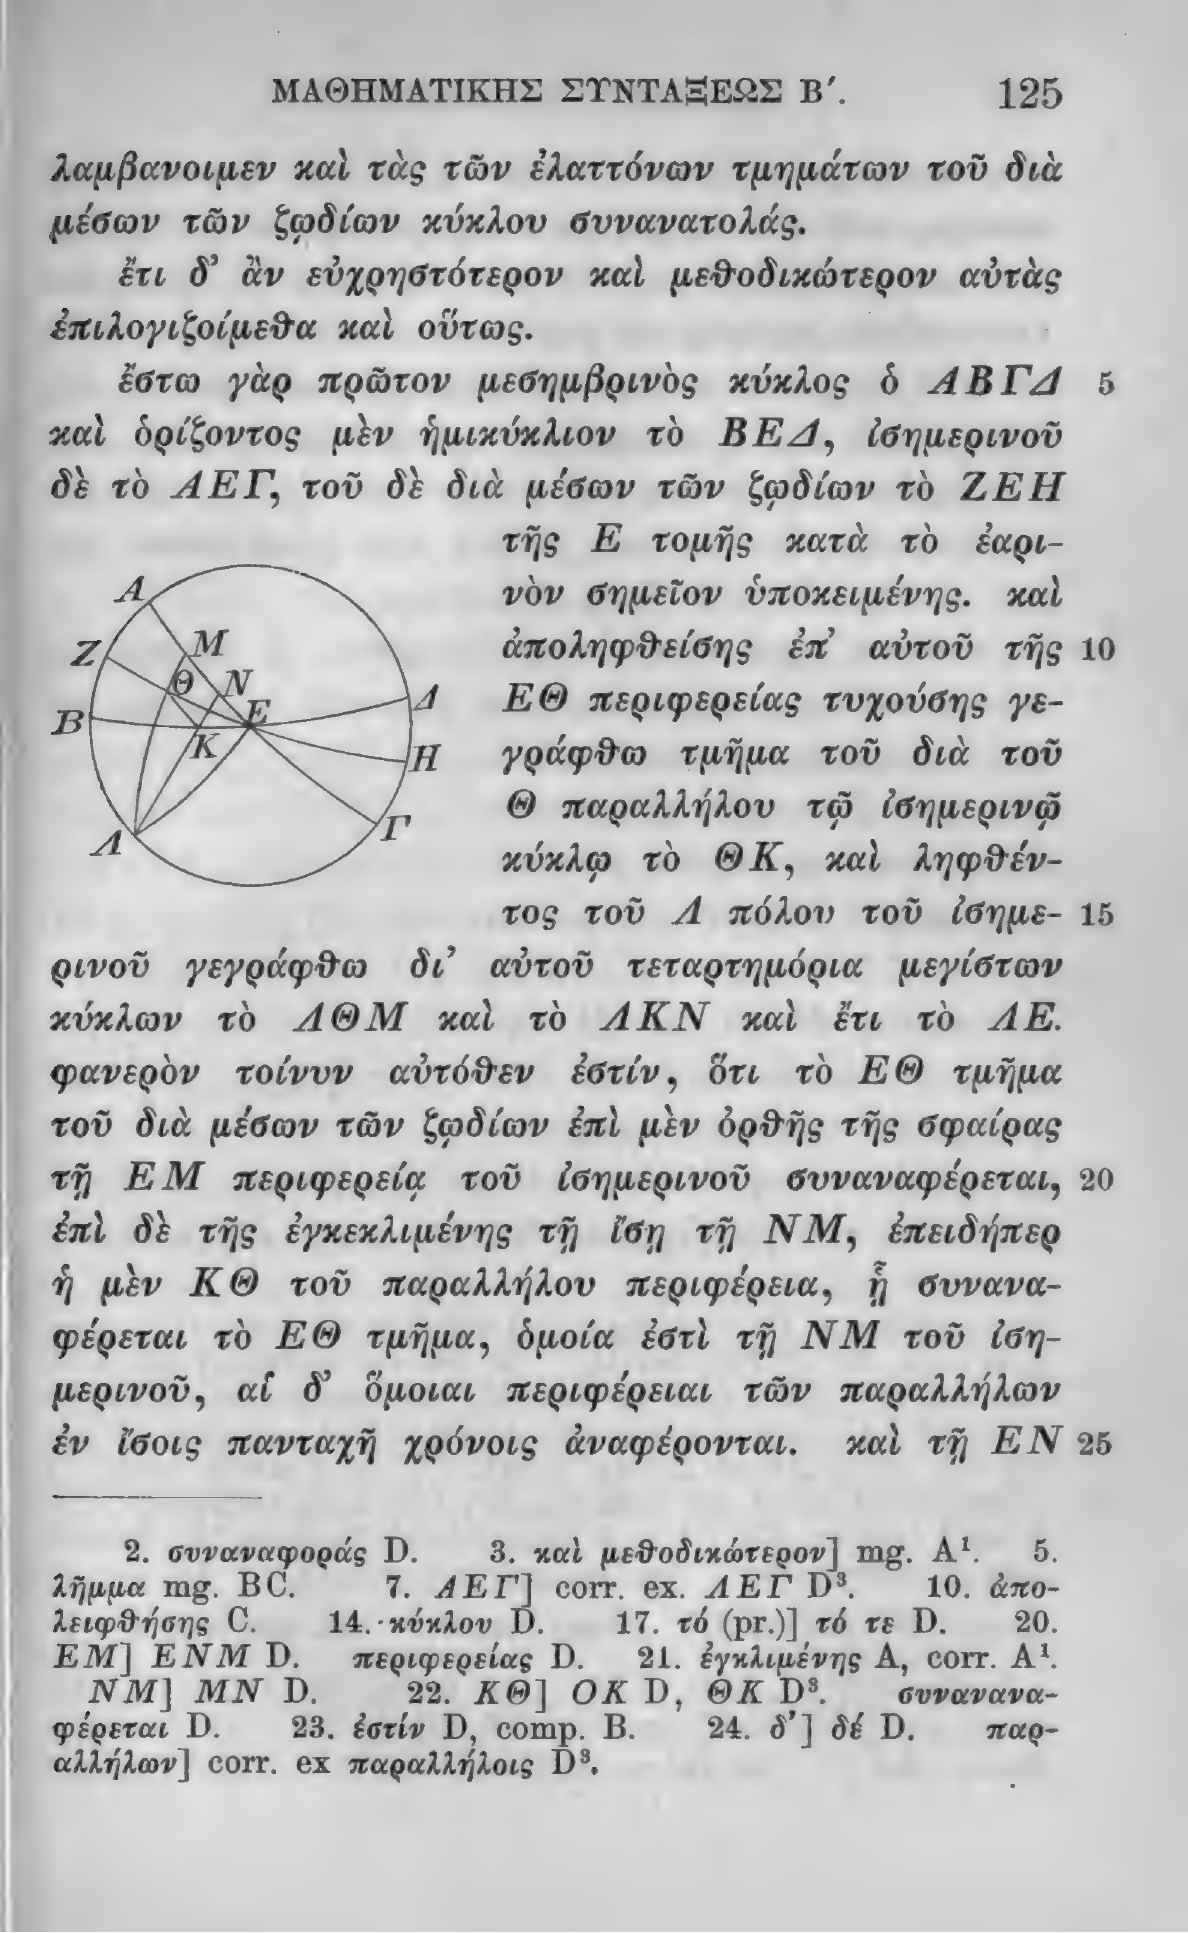 ΜΑΘΗΜΑΤΙΚΗΣ ΣΥΝΤΑΞΕΩΣ Β΄. 125
λαμβανοιμεν καὶ τὰς τῶν ἐλαττόνων τμημάτων τοῦ διὰ
μέσων τῶν ζῳδίων κύκλου συνανατολάς.
ἔτι δ’ ἂν εὐχρηστότερον καὶ μεθοδικώτερον αὐτὰς
ἐπιλογιζοίμεθα καὶ οὕτως.
ἔστω γὰρ πρῶτον μεσημβρινὸς κύκλος ὁ ΑΒΓΔ 5
καὶ ὁρίζοντος μὲν ἡμικύκλιον τὸ ΒΕΔ, ἰσημερινοῦ
δὲ τὸ ΑΕΓ, τοῦ δὲ διὰ μέσων τῶν ζῳδίων τὸ ΖΕΗ
τῆς Ε τομῆς κατὰ τὸ ἐαρι-
νὸν σημεῖον ὑποκειμένης. καὶ
ἀποληφθείσης ἐπ’ αὐτοῦ τῆς 10
ΕΘ περιφερείας τυχούσης γε-
γράφθω τμῆμα τοῦ διὰ τοῦ
Θ παραλλήλου τῷ ἰσημερινῷ
κύκλῳ τὸ ΘΚ, καὶ ληφθέν-
τος τοῦ Λ πόλου τοῦ ἰσημε- 15
Α
Ζ
Μ
Θ
Ν
Ε
Β
Κ
Δ
Η
Λ
Γ
ρινοῦ γεγράφθω δι’ αὐτοῦ τεταρτημόρια μεγίστων
κύκλων τὸ ΛΘΜ καὶ τὸ ΛΚΝ καὶ ἔτι τὸ ΛΕ.
φανερὸν τοίνυν αὐτόθεν ἐστίν, ὅτι τὸ ΕΘ τμῆμα
τοῦ διὰ μέσων τῶν ζῳδίων ἐπὶ μὲν ὀρθῆς τῆς σφαίρας
τῇ ΕΜ περιφερείᾳ τοῦ ἰσημερινοῦ συναναφέρεται, 20
ἐπὶ δὲ τῆς ἐγκεκλιμένης τῇ ἴσῃ τῇ ΝΜ, ἐπειδήπερ
ἡ μὲν ΚΘ τοῦ παραλλήλου περιφέρεια, ᾗ συνανα-
φέρεται τὸ ΕΘ τμῆμα, ὁμοία ἐστὶ τῇ ΝΜ τοῦ ἰση-
μερινοῦ, αἱ δ’ ὅμοιαι περιφέρειαι τῶν παραλλήλων
ἐν ἴσοις πανταχῇ χρόνοις ἀναφέρονται. καὶ τῇ ΕΝ 25
2. συναναφοράς D. 3. καὶ μεθοδικώτερον] mg. A¹. 5.
λῆμμα mg. BC. 7. ΑΕΓ] corr. ex. ΛΕΓ D³. 10. ἀπο-
λειφθήσης C. 14. κύκλου D. 17. τό (pr.)] τό τε D. 20.
ΕΜ] ΕΝΜ D. περιφερείας D. 21. ἐγκλιμένης A, corr. A¹.
ΝΜ] ΜΝ D. 22. ΚΘ] ΟΚ D, ΘΚ D³. συνανανα-
φέρεται D. 23. ἐστίν D, comp. B. 24. δ’] δέ D. παρ-
αλλήλων] corr. ex παραλλήλοις D³.